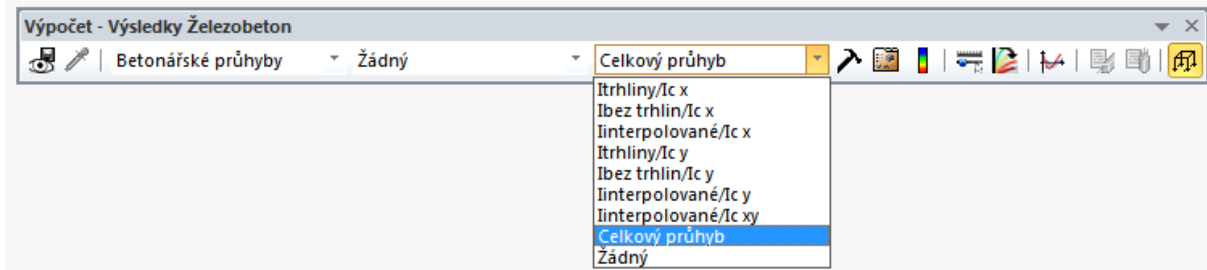 Výpočet - Výsledky Železobeton
Betonářské průhyby Žádný Celkový průhyb
Itrhliny/Ic x
Ibez trhlin/Ic x
Iinterpolované/Ic x
Itrhliny/Ic y
Ibez trhlin/Ic y
Iinterpolované/Ic y
Iinterpolované/Ic xy
Celkový průhyb
Žádný